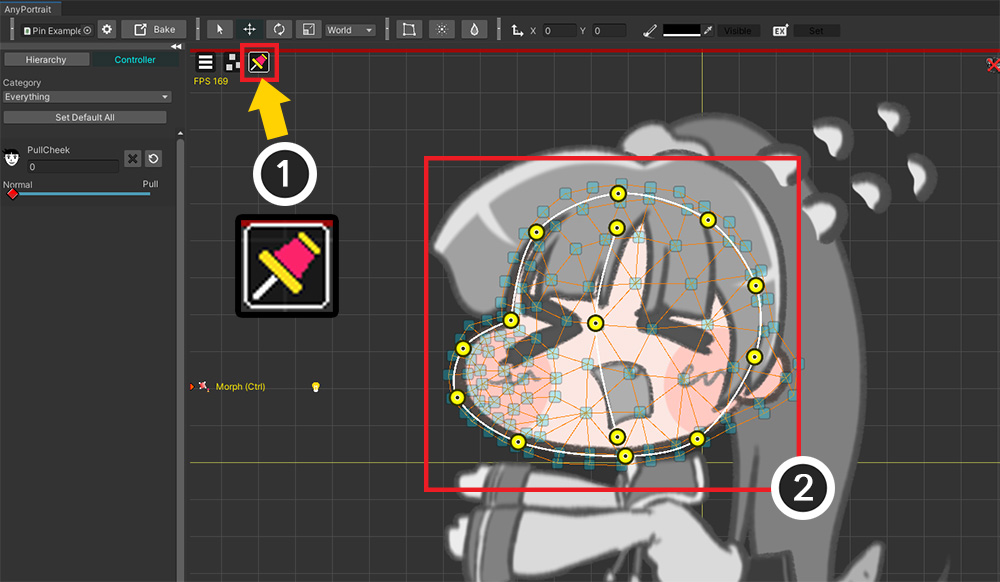 AnyPortrait
Pin Example
Bake
World
X
0
Y
0
Visible
EX
Set
Hierarchy
Controller
FPS 169
Category
Everything
Set Default All
PullCheek
0
Normal
Pull
1
Morph (Ctrl)
2